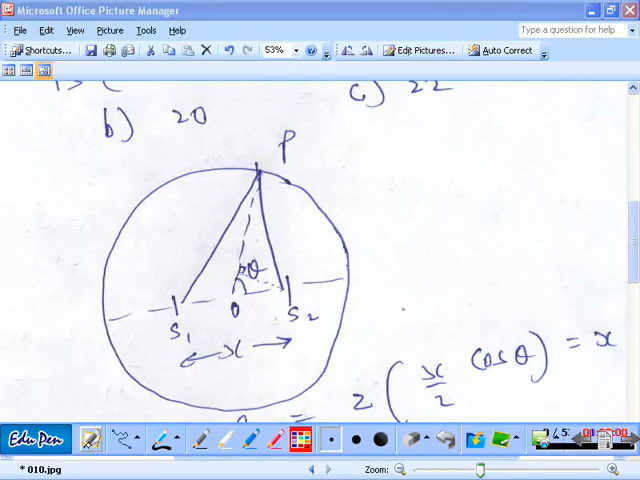 Microsoft Office Picture Manager
File Edit View Picture Tools Help
Type a question for help
Shortcuts... 53% Edit Pictures... Auto Correct
c) 22
b) 20
P
θ
S1 O S2
x
= 2 ( x/2 cos θ ) = x
Edu Pen
*010.jpg
Zoom: